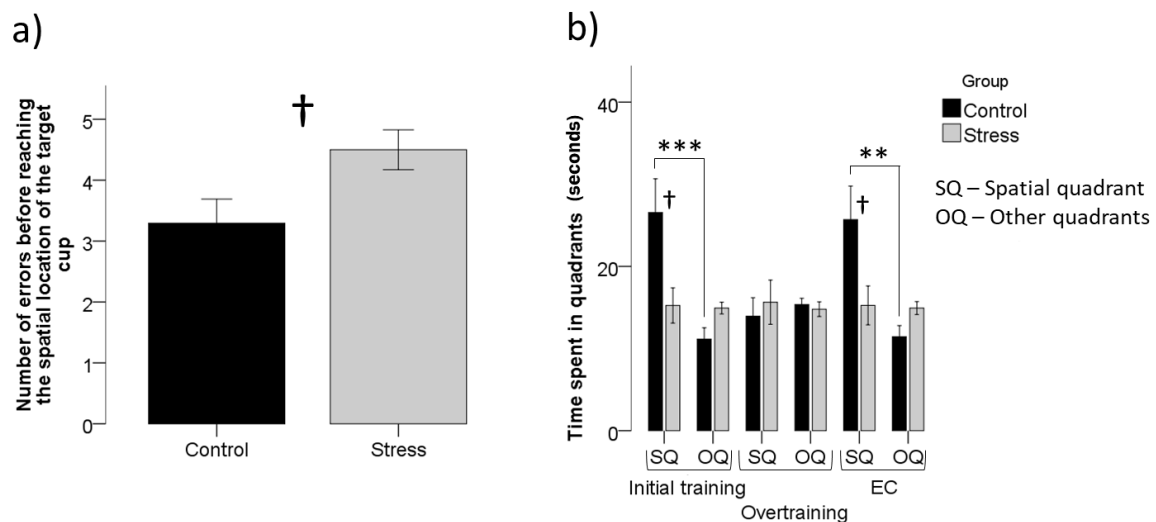 a)
Number of errors before reaching
the spatial location of the target
cup
5
4
3
2
1
0
†
Control
Stress
b)
Time spent in quadrants (seconds)
40
20
0
***
†
**
†
SQ
OQ
SQ
OQ
SQ
OQ
Initial training
Overtraining
EC
Group
Control
Stress
SQ – Spatial quadrant
OQ – Other quadrants